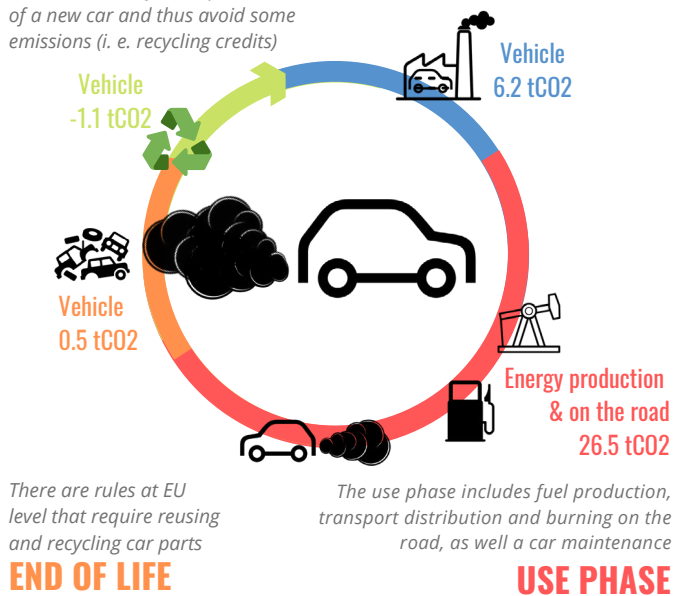 of a new car and thus avoid some
emissions (i. e. recycling credits)
Vehicle
-1.1 tCO2
Vehicle
6.2 tCO2
Vehicle
0.5 tCO2
Energy production
& on the road
26.5 tCO2
There are rules at EU
level that require reusing
and recycling car parts
END OF LIFE
The use phase includes fuel production,
transport distribution and burning on the
road, as well a car maintenance
USE PHASE